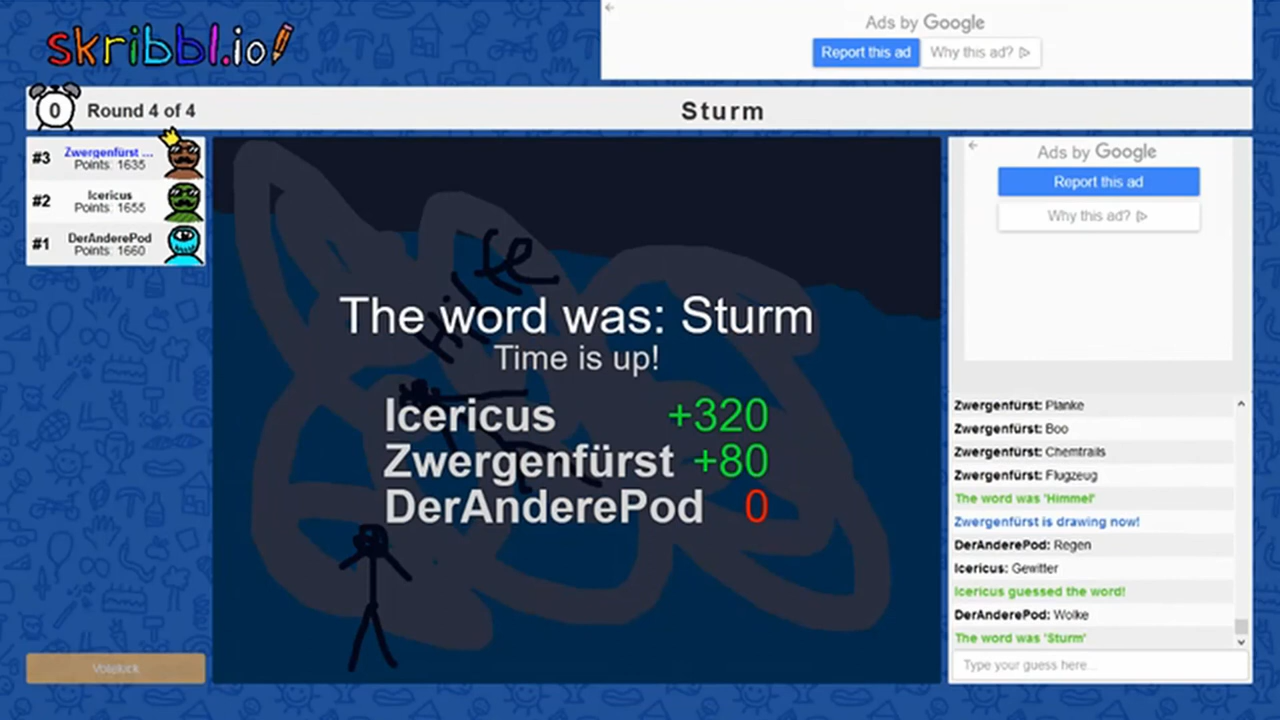 skribbl.io!
Ads by Google
Report this ad
Why this ad?
0
Round 4 of 4
Sturm
#3
Zwergenfürst ...
Points: 1635
#2
Icericus
Points: 1655
#1
DerAnderePod
Points: 1660
Hilfe
The word was: Sturm
Time is up!
Icericus +320
Zwergenfürst +80
DerAnderePod 0
Votekick
Ads by Google
Report this ad
Why this ad?
Zwergenfürst: Planke
Zwergenfürst: Boo
Zwergenfürst: Chemtrails
Zwergenfürst: Flugzeug
The word was 'Himmel'
Zwergenfürst is drawing now!
DerAnderePod: Regen
Icericus: Gewitter
Icericus guessed the word!
DerAnderePod: Wolke
The word was 'Sturm'
Type your guess here...